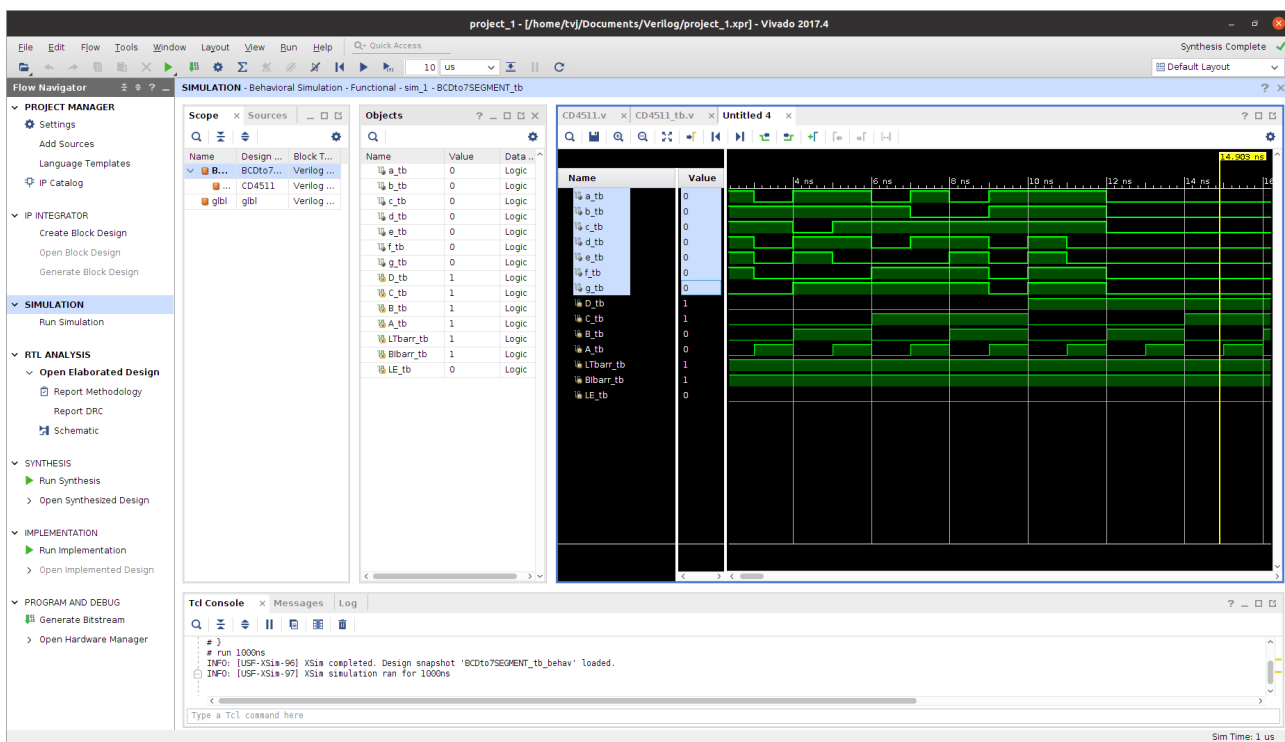 project_1 - [/home/tvj/Documents/Verilog/project_1.xpr] - Vivado 2017.4
File Edit Flow Tools Window Layout View Run Help Q- Quick Access Synthesis Complete
10 us Default Layout
Flow Navigator SIMULATION - Behavioral Simulation - Functional - sim_1 - BCDto7SEGMENT_tb
PROJECT MANAGER
Settings
Add Sources
Language Templates
IP Catalog
IP INTEGRATOR
Create Block Design
Open Block Design
Generate Block Design
SIMULATION
Run Simulation
RTL ANALYSIS
Open Elaborated Design
Report Methodology
Report DRC
Schematic
SYNTHESIS
Run Synthesis
Open Synthesized Design
IMPLEMENTATION
Run Implementation
Open Implemented Design
PROGRAM AND DEBUG
Generate Bitstream
Open Hardware Manager
Scope Sources
Name Design ... Block T...
B... BCDto7... Verilog ...
... CD4511 Verilog ...
glbl glbl Verilog ...
Objects
Name Value Data ..
a_tb 0 Logic
b_tb 0 Logic
c_tb 0 Logic
d_tb 0 Logic
e_tb 0 Logic
f_tb 0 Logic
g_tb 0 Logic
D_tb 1 Logic
C_tb 1 Logic
B_tb 1 Logic
A_tb 1 Logic
LTbarr_tb 1 Logic
BIbarr_tb 1 Logic
LE_tb 0 Logic
CD4511.v CD4511_tb.v Untitled 4
14.903 ns
Name Value
4 ns 6 ns 8 ns 10 ns 12 ns 14 ns 16
a_tb 0
b_tb 0
c_tb 0
d_tb 0
e_tb 0
f_tb 0
g_tb 0
D_tb 1
C_tb 1
B_tb 0
A_tb 0
LTbarr_tb 1
BIbarr_tb 1
LE_tb 0
Tcl Console Messages Log
# }
# run 1000ns
INFO: [USF-XSim-96] XSim completed. Design snapshot 'BCDto7SEGMENT_tb_behav' loaded.
INFO: [USF-XSim-97] XSim simulation ran for 1000ns
Type a Tcl command here
Sim Time: 1 us